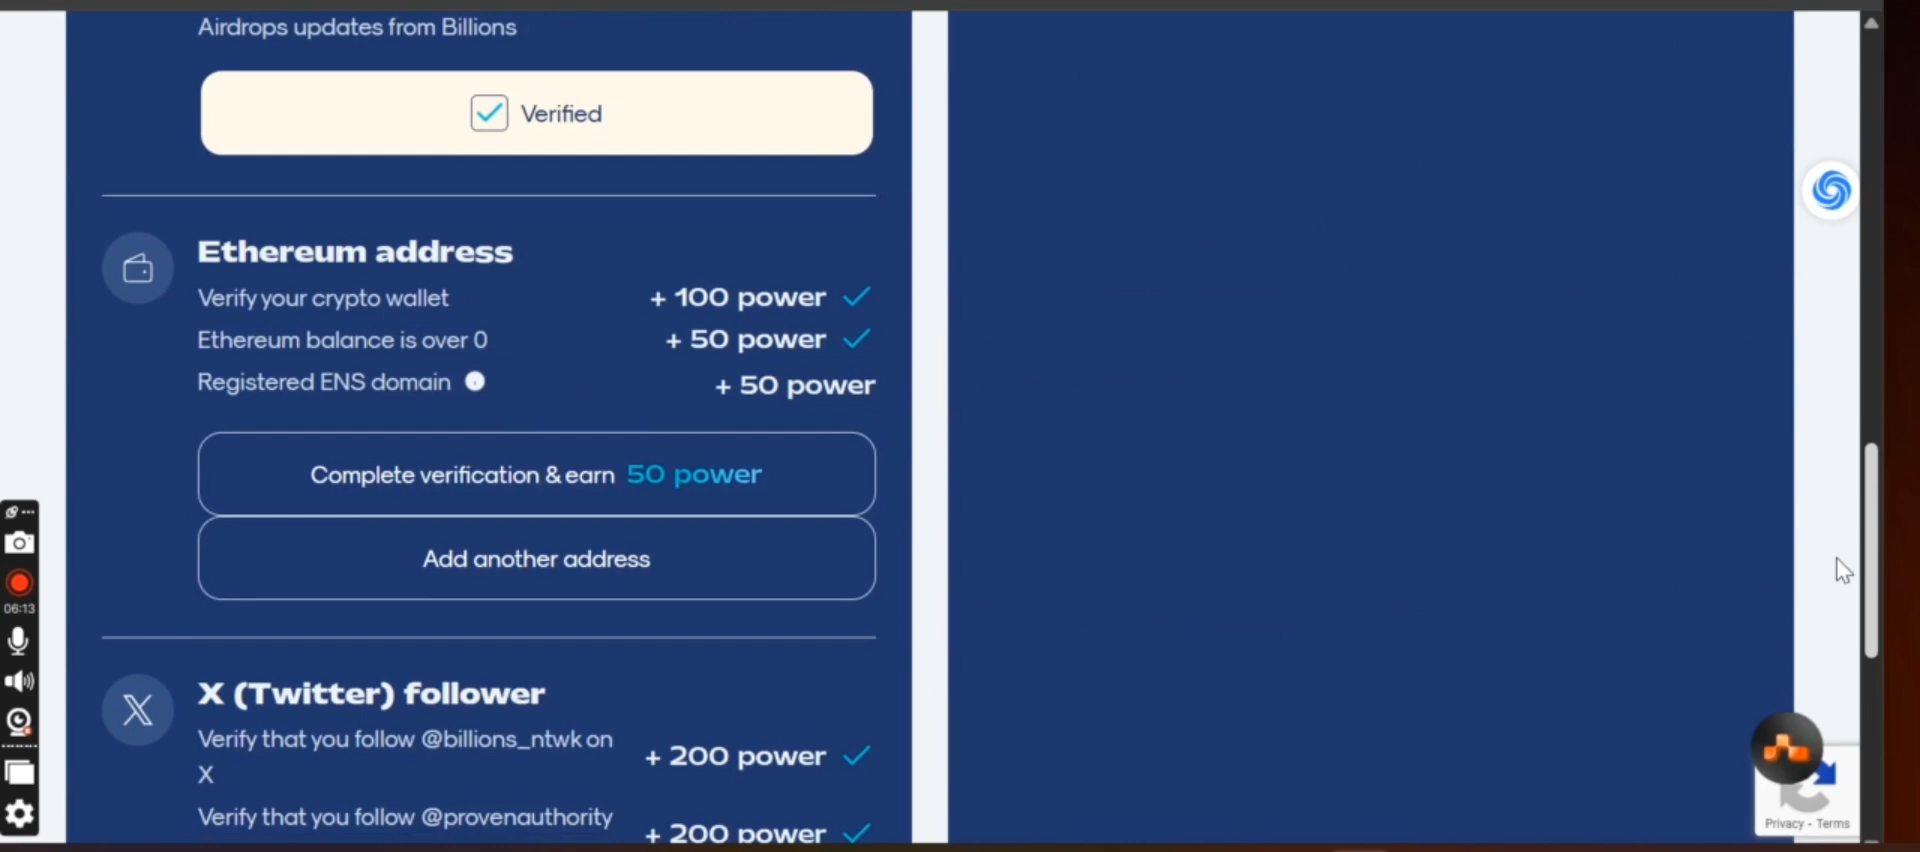 Airdrops updates from Billions
Verified
Ethereum address
Verify your crypto wallet + 100 power
Ethereum balance is over 0 + 50 power
Registered ENS domain + 50 power
Complete verification & earn 50 power
Add another address
X (Twitter) follower
Verify that you follow @billions_ntwk on
X
+ 200 power
Verify that you follow @provenauthority
+ 200 power
06:13
Privacy - Terms